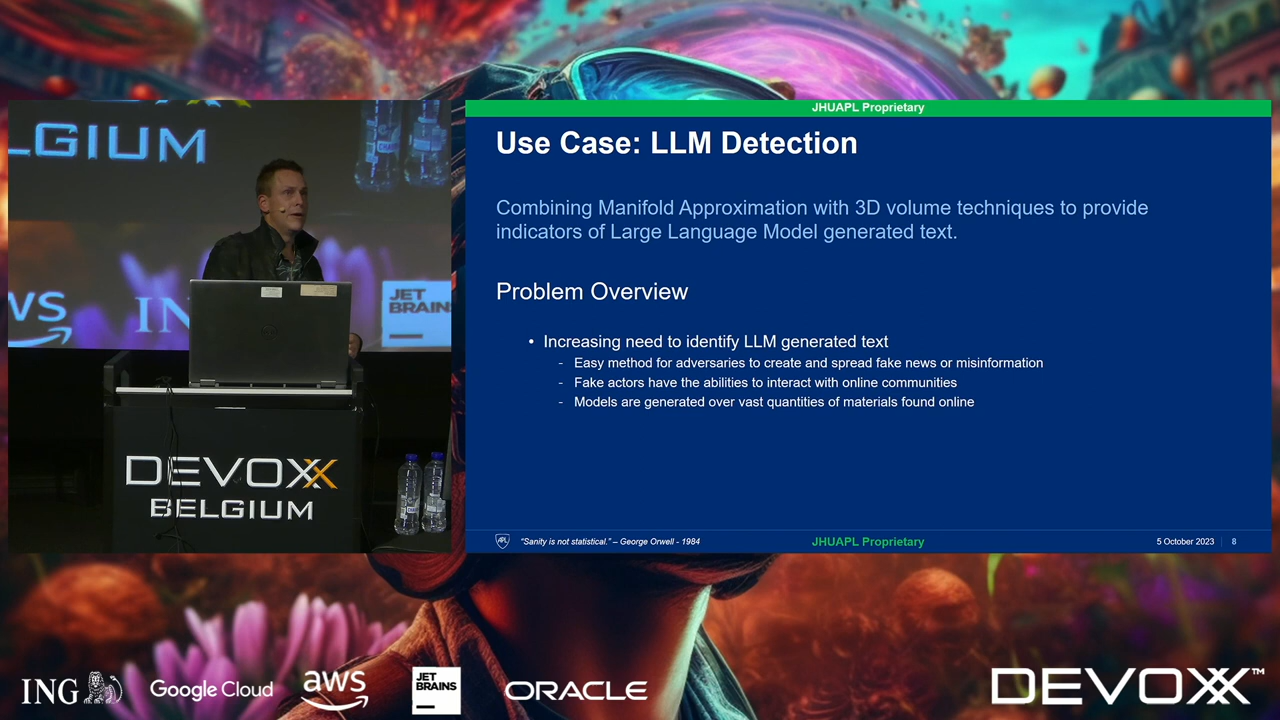 LGIUM
WS
IN
JET
BRAINS
DEVOXX
BELGIUM
JHUAPL Proprietary
Use Case: LLM Detection
Combining Manifold Approximation with 3D volume techniques to provide
indicators of Large Language Model generated text.
Problem Overview
• Increasing need to identify LLM generated text
- Easy method for adversaries to create and spread fake news or misinformation
- Fake actors have the abilities to interact with online communities
- Models are generated over vast quantities of materials found online
APL
“Sanity is not statistical.” – George Orwell - 1984
JHUAPL Proprietary
5 October 2023 | 8
ING
Google Cloud
aws
JET
BRAINS
ORACLE
DEVOXX™